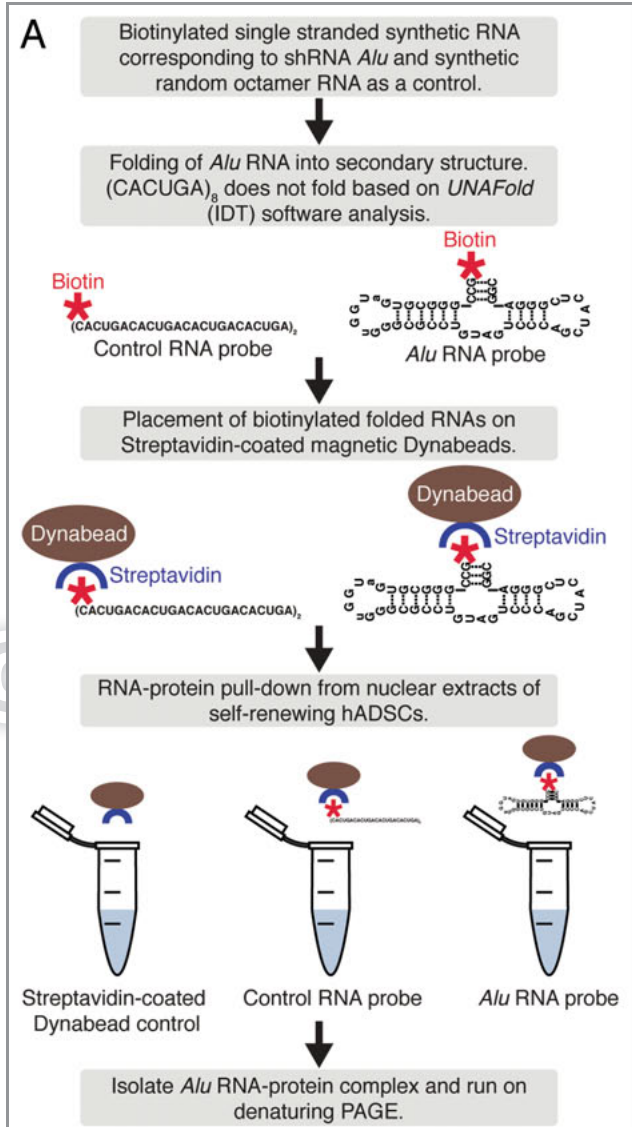 A
Biotinylated single stranded synthetic RNA
corresponding to shRNA Alu and synthetic
random octamer RNA as a control.
Folding of Alu RNA into secondary structure.
(CACUGA)8 does not fold based on UNAFold
(IDT) software analysis.
Biotin
(CACUGACACUGACACUGACACUGA)2
Control RNA probe
Biotin
Alu RNA probe
Placement of biotinylated folded RNAs on
Streptavidin-coated magnetic Dynabeads.
Dynabead
Streptavidin
(CACUGACACUGACACUGACACUGA)2
Dynabead
Streptavidin
RNA-protein pull-down from nuclear extracts of
self-renewing hADSCs.
(CACUGACACUGACACUGACACUGA)2
Streptavidin-coated
Dynabead control
Control RNA probe
Alu RNA probe
Isolate Alu RNA-protein complex and run on
denaturing PAGE.